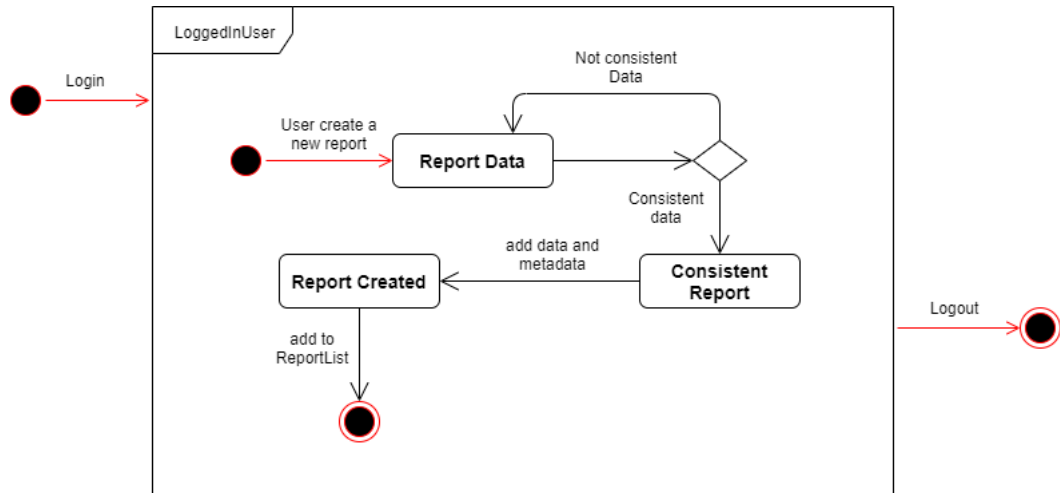 LoggedInUser
Login
Not consistent
Data
User create a
new report
Report Data
Consistent
data
add data and
metadata
Report Created
Consistent
Report
Logout
add to
ReportList